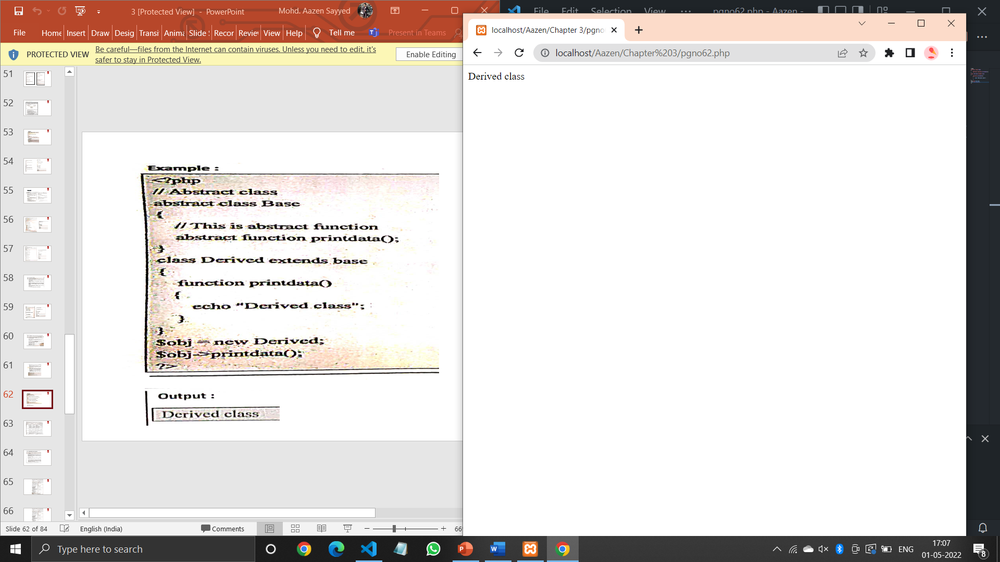 3 [Protected View] - PowerPoint
Mohd. Aazen Sayyed
File Home Insert Draw Desig Transi Anima Slide Recor Review View Help Tell me Present in Teams
PROTECTED VIEW Be careful—files from the Internet can contain viruses. Unless you need to edit, it's safer to stay in Protected View. Enable Editing
51
52
53
54
55
56
57
58
59
60
61
62
63
64
65
66
Example :
<?php
// Abstract class
abstract class Base
{
// This is abstract function
abstract function printdata();
}
class Derived extends base
{
function printdata()
{
echo "Derived class";
}
}
$obj = new Derived;
$obj->printdata();
?>
Output :
Derived class
Slide 62 of 84 English (India) Comments 66
File Edit Selection View ... pgno62.php - Aazen -
localhost/Aazen/Chapter 3/pgno
localhost/Aazen/Chapter%203/pgno62.php
Derived class
Type here to search
ENG
17:07
01-05-2022
8